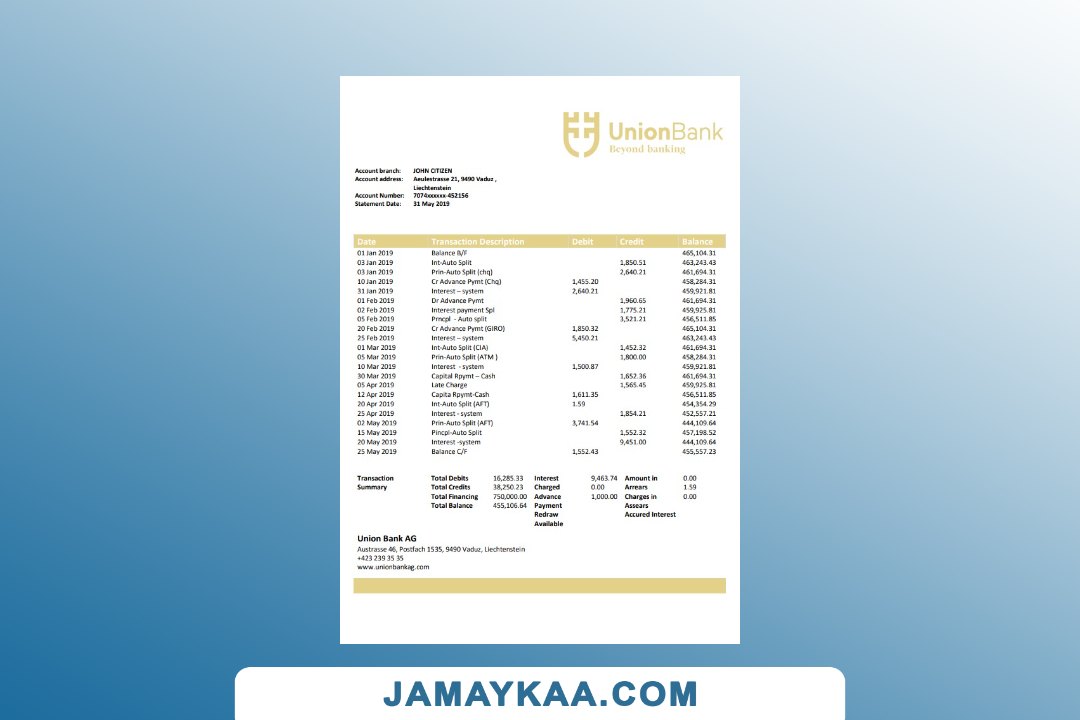 UnionBank
Beyond banking
Account branch: JOHN CITIZEN
Account address: Aeulestrasse 21, 9490 Vaduz ,
Liechtenstein
Account Number: 7074xxxxxx-452156
Statement Date: 31 May 2019
Date Transaction Description Debit Credit Balance
01 Jan 2019 Balance B/F 465,104.31
03 Jan 2019 Int-Auto Split 1,850.51 463,243.43
03 Jan 2019 Prin-Auto Split (chq) 2,640.21 461,694.31
10 Jan 2019 Cr Advance Pymt (Chq) 1,455.20 458,284.31
31 Jan 2019 Interest – system 2,640.21 459,921.81
01 Feb 2019 Dr Advance Pymt 1,960.65 461,694.31
02 Feb 2019 Interest payment Spl 1,775.21 459,925.81
05 Feb 2019 Prncpl - Auto split 3,521.21 456,511.85
20 Feb 2019 Cr Advance Pymt (GIRO) 1,850.32 465,104.31
25 Feb 2019 Interest – system 5,450.21 463,243.43
01 Mar 2019 Int-Auto Split (CIA) 1,452.32 461,694.31
05 Mar 2019 Prin-Auto Split (ATM ) 1,800.00 458,284.31
10 Mar 2019 Interest - system 1,500.87 459,921.81
30 Mar 2019 Capital Rpymt – Cash 1,652.36 461,694.31
05 Apr 2019 Late Charge 1,565.45 459,925.81
12 Apr 2019 Capita Rpymt-Cash 1,611.35 456,511.85
20 Apr 2019 Int-Auto Split (AFT) 1.59 454,354.29
25 Apr 2019 Interest - system 1,854.21 452,557.21
02 May 2019 Prin-Auto Split (AFT) 3,741.54 444,109.64
15 May 2019 Pincpl-Auto Split 1,552.32 457,198.52
20 May 2019 Interest -system 9,451.00 444,109.64
25 May 2019 Balance C/F 1,552.43 455,557.23
Transaction Total Debits 16,285.33 Interest 9,463.74 Amount in 0.00
Summary Total Credits 38,250.23 Charged 0.00 Arrears 1.59
Total Financing 750,000.00 Advance 1,000.00 Charges in 0.00
Total Balance 455,106.64 Payment Assears
Redraw Accured Interest
Available
Union Bank AG
Austrasse 46, Postfach 1535, 9490 Vaduz, Liechtenstein
+423 239 35 35
www.unionbankag.com
JAMAYKAA.COM